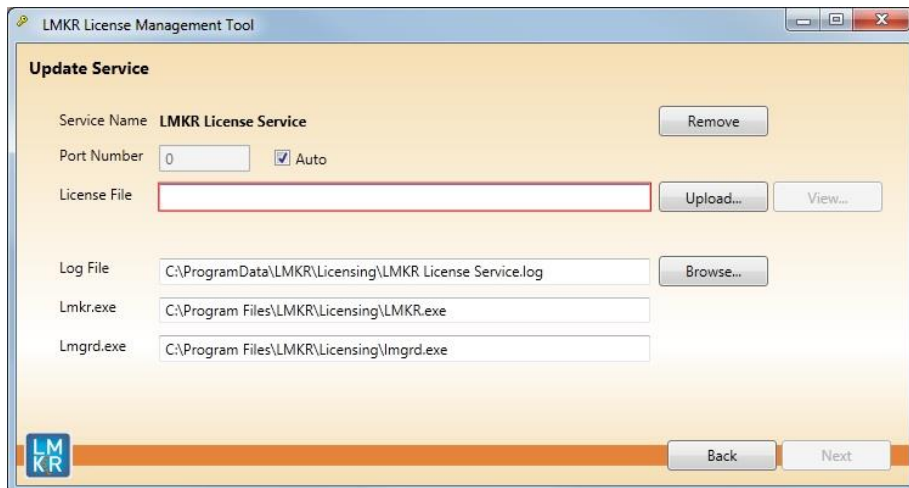 LMKR License Management Tool
Update Service
Service Name LMKR License Service Remove
Port Number 0 Auto
License File Upload... View...
Log File C:\ProgramData\LMKR\Licensing\LMKR License Service.log Browse...
Lmkr.exe C:\Program Files\LMKR\Licensing\LMKR.exe
Lmgrd.exe C:\Program Files\LMKR\Licensing\lmgrd.exe
LM
KR
Back Next